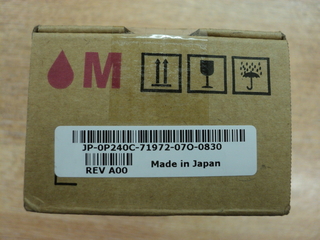 M
JP-0P240C-71972-07O-0830
REV A00 Made in Japan